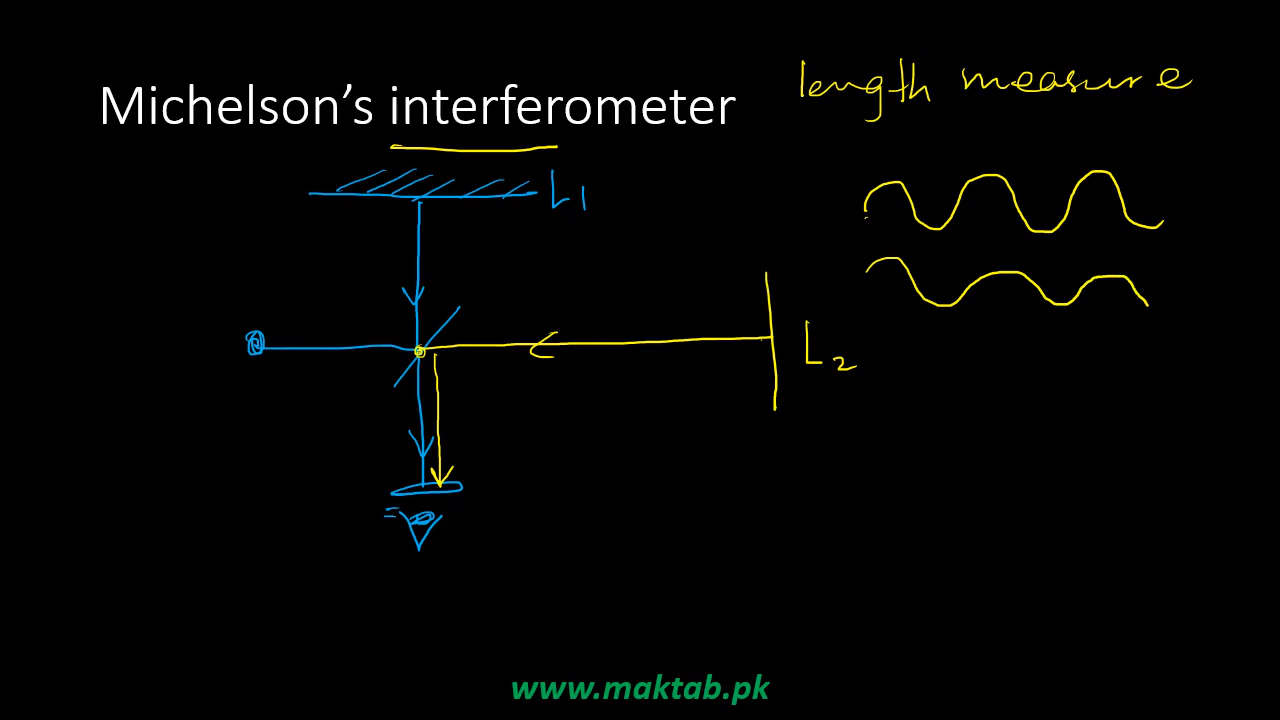 length measure
Michelson’s interferometer
L1
L2
www.maktab.pk